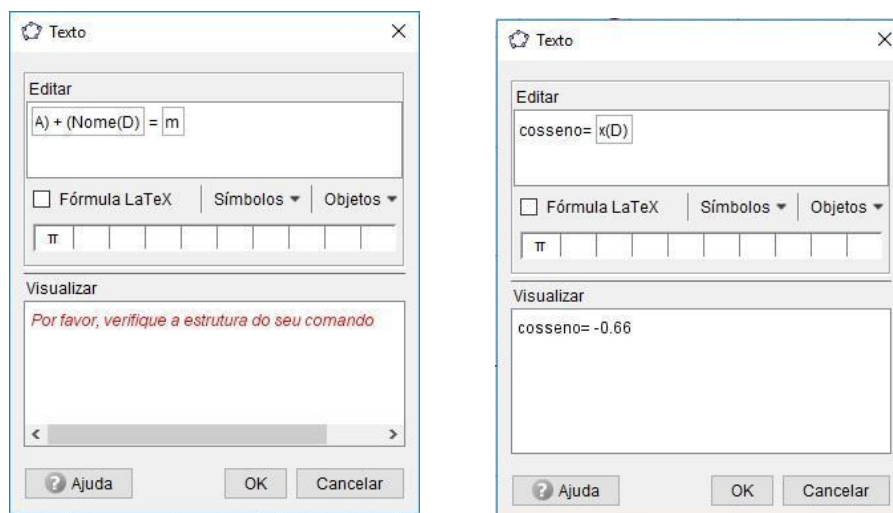 Texto
Editar
A) + (Nome(D) = m
Fórmula LaTeX Símbolos Objetos
π
Visualizar
Por favor, verifique a estrutura do seu comando
Ajuda OK Cancelar
Texto
Editar
cosseno= x(D)
Fórmula LaTeX Símbolos Objetos
π
Visualizar
cosseno= -0.66
Ajuda OK Cancelar